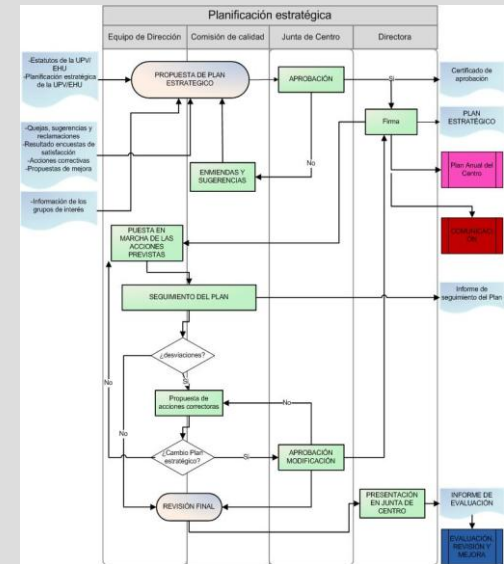 Planificación estratégica
Equipo de Dirección
Comisión de calidad
Junta de Centro
Directora
-Estatutos de la UPV/
EHU
-Planificación estratégica
de la UPV/EHU
PROPUESTA DE PLAN
ESTRATEGICO
APROBACIÓN
Si
Certificado de
aprobación
-Quejas, sugerencias y
reclamaciones
-Resultado encuestas de
satisfacción
-Acciones correctivas
-Propuestas de mejora
Firma
PLAN
ESTRATÉGICO
No
ENMIENDAS Y
SUGERENCIAS
Plan Anual del
Centro
-Información de los
grupos de interés
PUESTA EN
MARCHA DE LAS
ACCIONES
PREVISTAS
COMUNICACI
ÓN
SEGUIMIENTO DEL PLAN
Informe de
seguimiento del Plan
¿desviaciones?
Si
No
Propuesta de
acciones correctoras
No
No
¿Cambio Plan
estratégico?
Si
APROBACIÓN
MODIFICACIÓN
REVISIÓN FINAL
PRESENTACIÓN
EN JUNTA DE
CENTRO
INFORME DE
EVALUACIÓN
EVALUACIÓN,
REVISIÓN Y
MEJORA